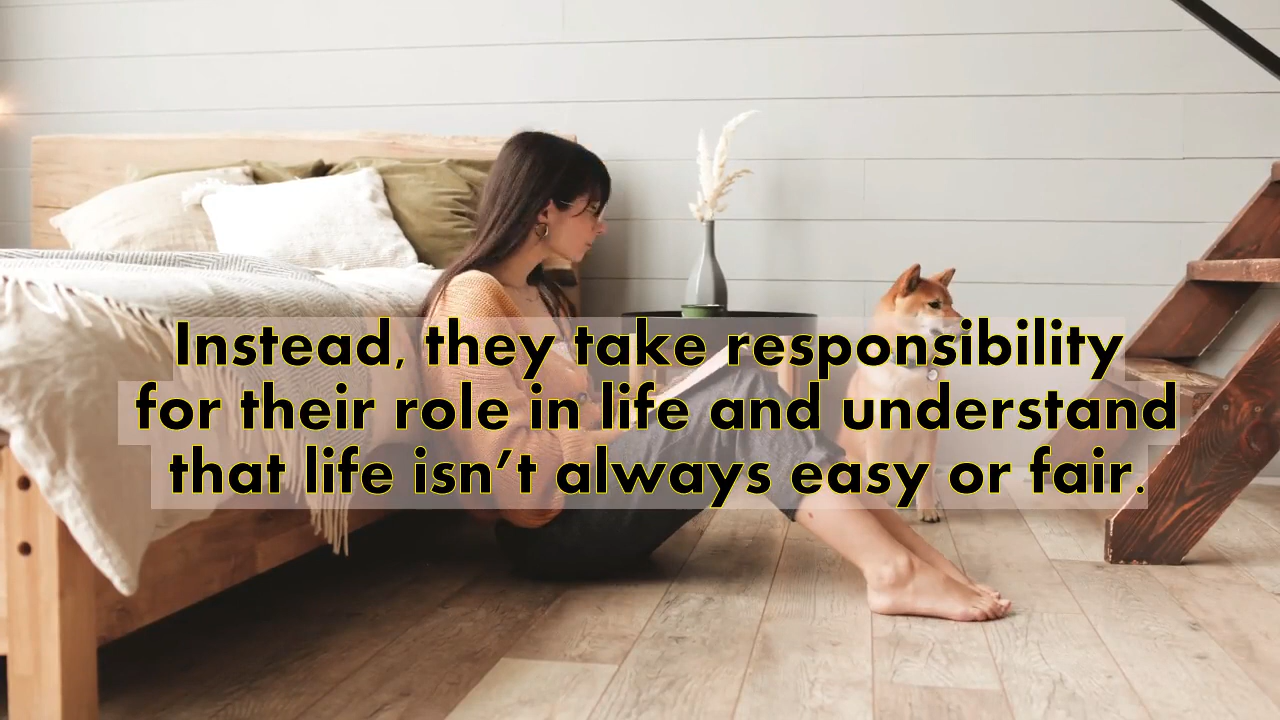 Instead, they take responsibility
for their role in life and understand
that life isn’t always easy or fair.